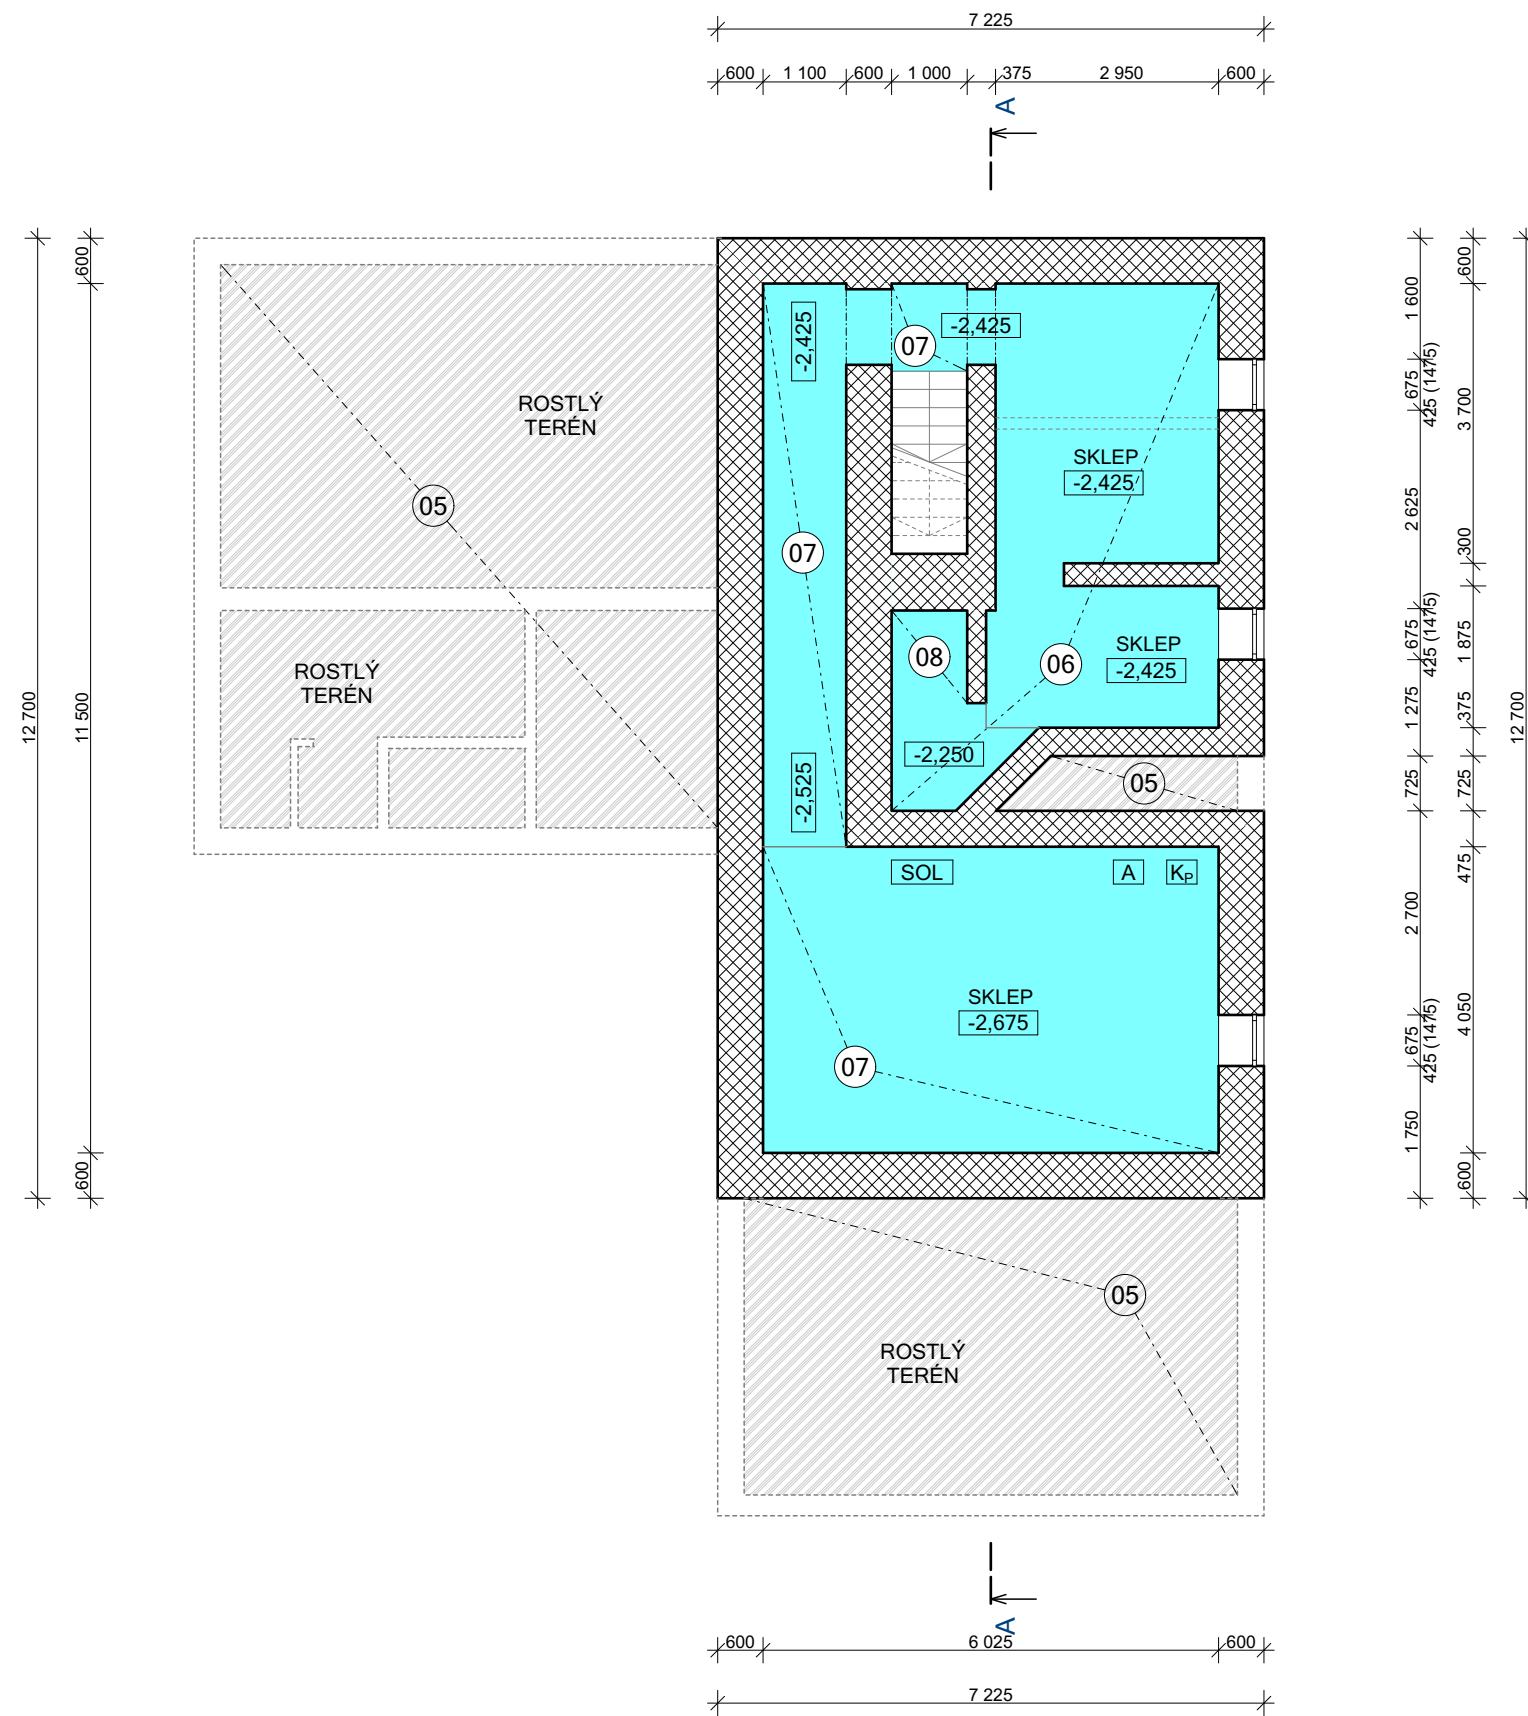 7 225
600 1 100 600 1 000 375 2 950 600
A
600
1 600
600
-2,425
-2,425
07
675
425 (1475)
3 700
ROSTLÝ
TERÉN
SKLEP
-2,425
05
07
2 625
300
ROSTLÝ
TERÉN
08
06
SKLEP
-2,425
675
425 (1475)
1 875
12 700
11 500
1 275
375
12 700
-2,250
-2,525
05
725
725
SOL
A
KP
475
2 700
SKLEP
-2,675
675
425 (1475)
4 050
07
1 750
600
600
05
ROSTLÝ
TERÉN
A
600 6 025 600
7 225